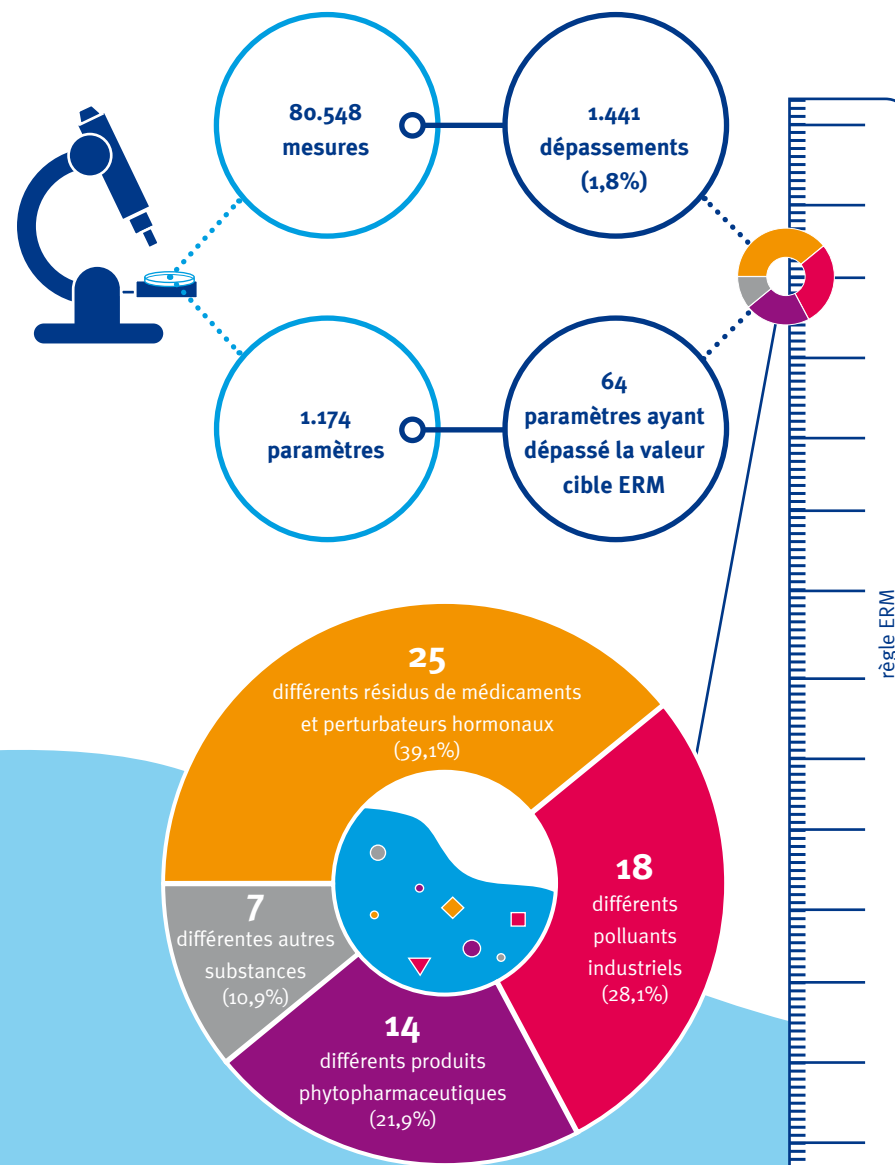 80.548
mesures
1.441
dépassements
(1,8%)
1.174
paramètres
64
paramètres ayant
dépassé la valeur
cible ERM
règle ERM
25
différents résidus de médicaments
et perturbateurs hormonaux
(39,1%)
18
différents
polluants
industriels
(28,1%)
7
différentes autres
substances
(10,9%)
14
différents produits
phytopharmaceutiques
(21,9%)